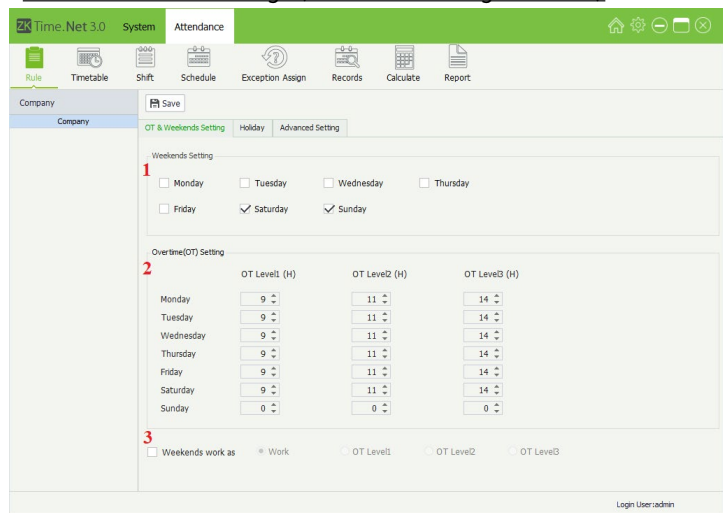 ZK Time.Net 3.0 System Attendance
Rule Timetable Shift Schedule Exception Assign Records Calculate Report
Company
Company
Save
OT & Weekends Setting Holiday Advanced Setting
Weekends Setting
1
Monday Tuesday Wednesday Thursday
Friday Saturday Sunday
Overtime(OT) Setting
2
OT Level1 (H) OT Level2 (H) OT Level3 (H)
Monday 9 11 14
Tuesday 9 11 14
Wednesday 9 11 14
Thursday 9 11 14
Friday 9 11 14
Saturday 9 11 14
Sunday 0 0 0
3
Weekends work as Work OT Level1 OT Level2 OT Level3
Login User:admin